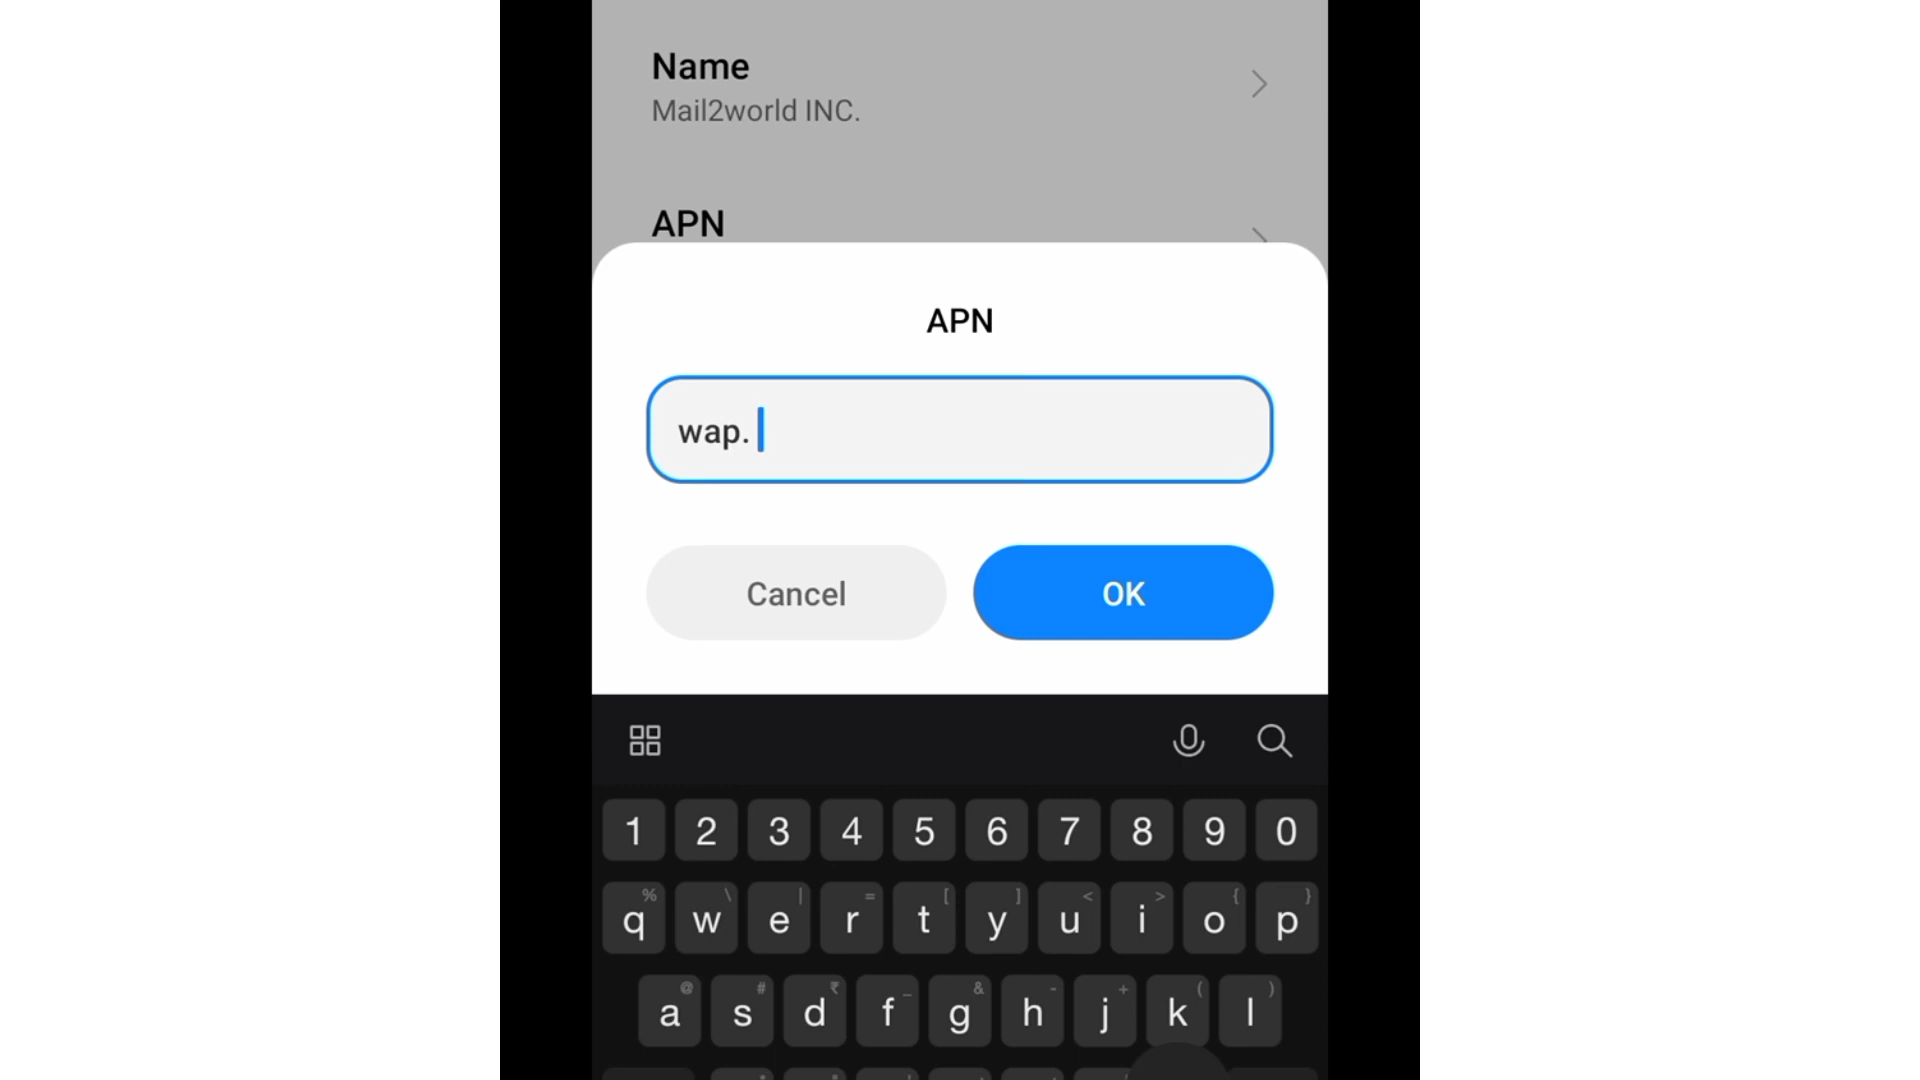 Name
Mail2world INC.
APN
APN
wap.
Cancel
OK
1 2 3 4 5 6 7 8 9 0
% \ | = [ ] < > { }
q w e r t y u i o p
@ # ₹ _ & - + ( )
a s d f g h j k l